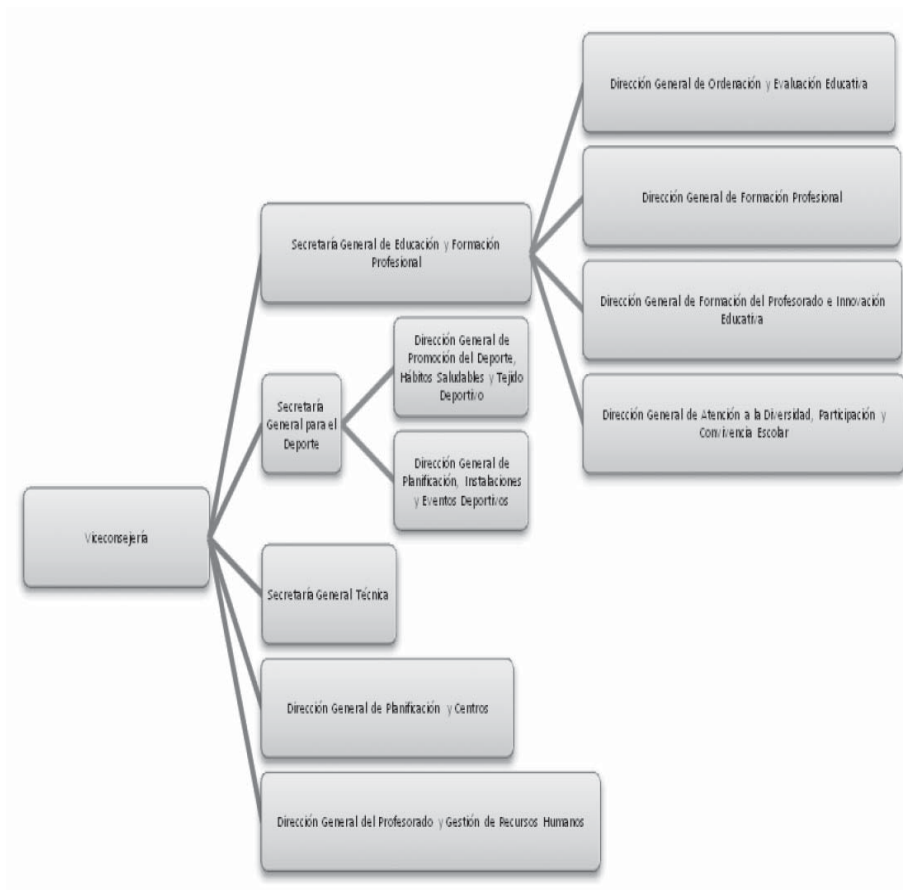 Dirección General de Ordenación y Evaluación Educativa
Dirección General de Formación Profesional
Secretaría General de Educación y Formación
Profesional
Dirección General de Formación del Profesorado e Innovación
Educativa
Dirección General de
Promoción del Deporte,
Hábitos Saludables y Tejido
Deportivo
Secretaría
General para el
Deporte
Dirección General de Atención a la Diversidad, Participación y
Convivencia Escolar
Dirección General de
Planificación, Instalaciones
y Eventos Deportivos
Viceconsejería
Secretaría General Técnica
Dirección General de Planificación y Centros
Dirección General del Profesorado y Gestión de Recursos Humanos